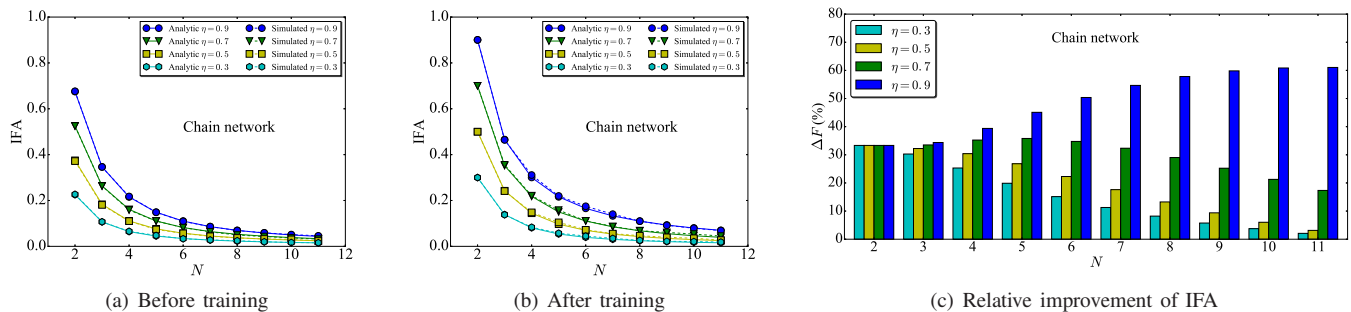 1.0
0.8
0.6
0.4
0.2
0.0
IFA
Analytic η = 0.9 Simulated η = 0.9
Analytic η = 0.7 Simulated η = 0.7
Analytic η = 0.5 Simulated η = 0.5
Analytic η = 0.3 Simulated η = 0.3
Chain network
2 4 6 8 10 12
N
(a) Before training
1.0
0.8
0.6
0.4
0.2
0.0
IFA
Analytic η = 0.9 Simulated η = 0.9
Analytic η = 0.7 Simulated η = 0.7
Analytic η = 0.5 Simulated η = 0.5
Analytic η = 0.3 Simulated η = 0.3
Chain network
2 4 6 8 10 12
N
(b) After training
80
70
60
50
40
30
20
10
0
ΔF(%)
η = 0.3
η = 0.5
η = 0.7
η = 0.9
Chain network
2 3 4 5 6 7 8 9 10 11
N
(c) Relative improvement of IFA